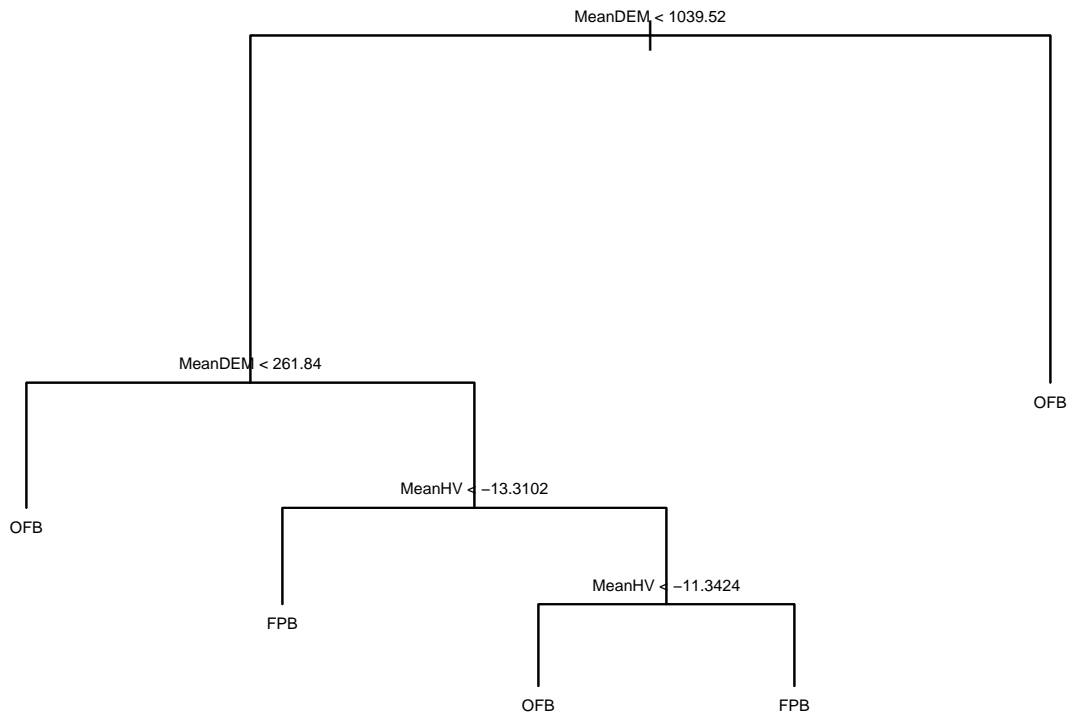 MeanDEM < 1039.52
MeanDEM < 261.84
OFB
OFB
MeanHV < −13.3102
FPB
MeanHV < −11.3424
OFB
FPB